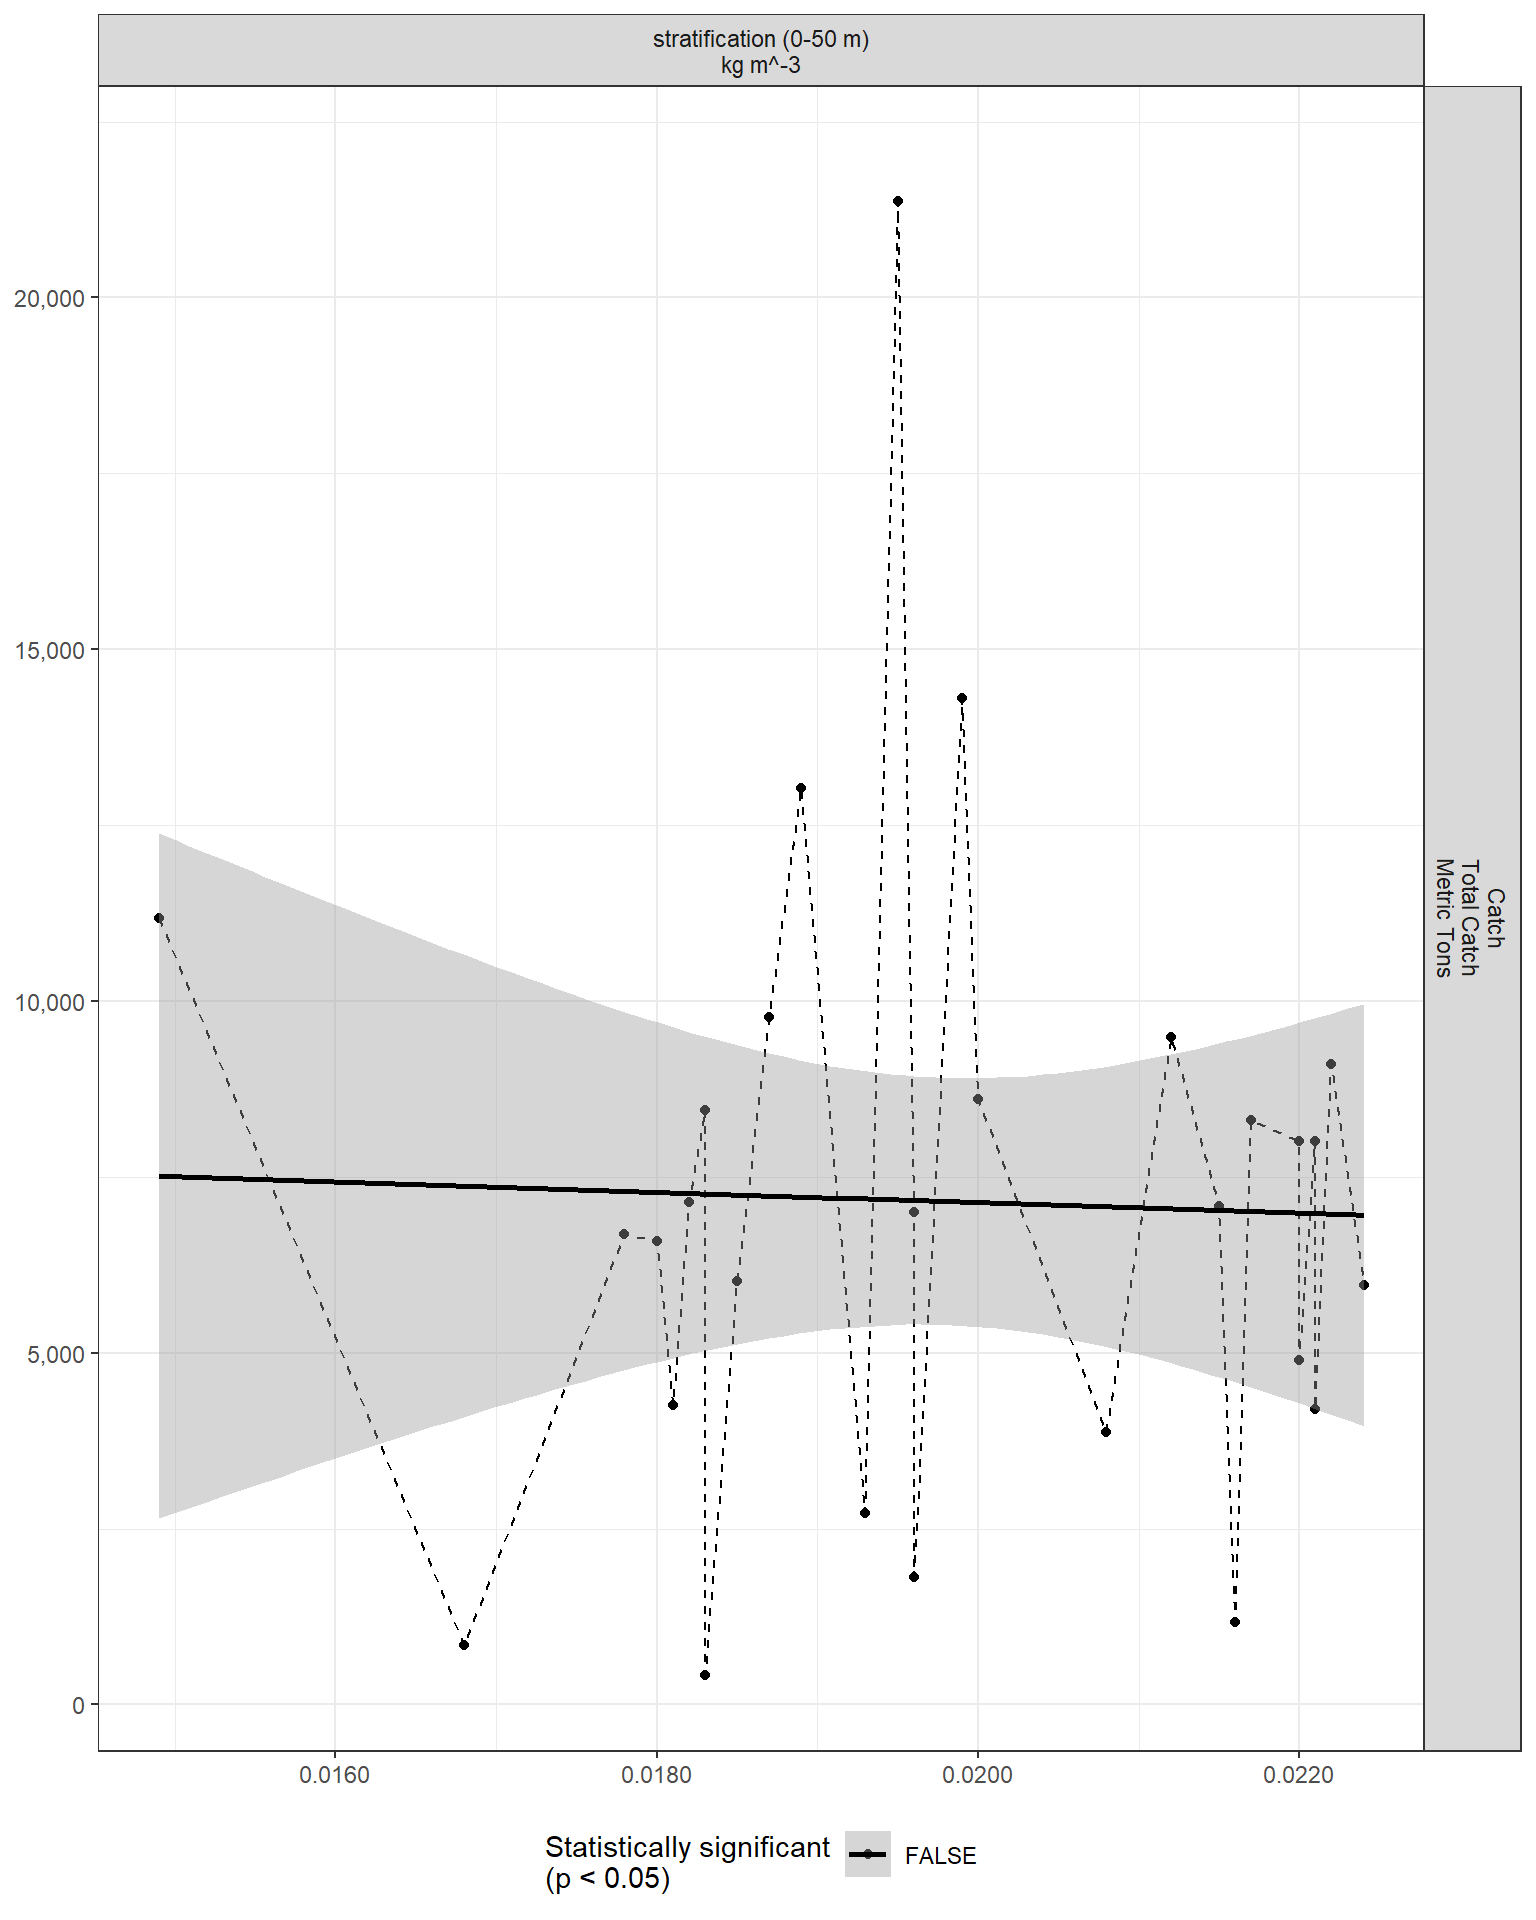 stratification (0-50 m)
kg m^-3
Catch
Total Catch
Metric Tons
20,000
15,000
10,000
5,000
0
0.0160
0.0180
0.0200
0.0220
Statistically significant
(p < 0.05)
FALSE